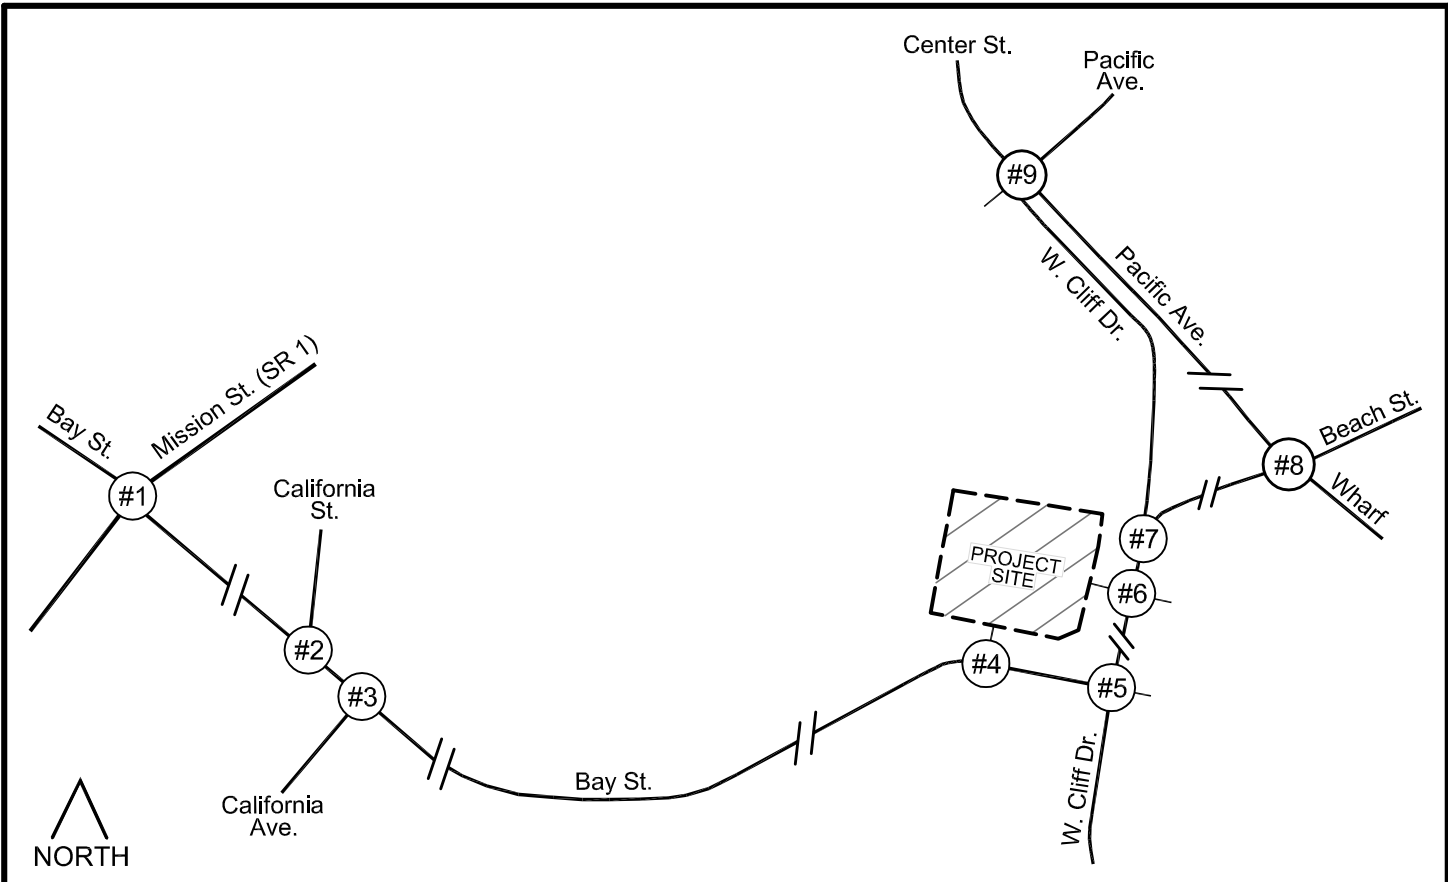 Center St.
Pacific
Ave.
#9
W. Cliff Dr.
Pacific Ave.
Mission St. (SR 1)
Bay St.
Beach St.
#8
Wharf
#1
California
St.
#7
PROJECT
SITE
#6
#2
#4
#5
#3
W. Cliff Dr.
Bay St.
California
Ave.
NORTH